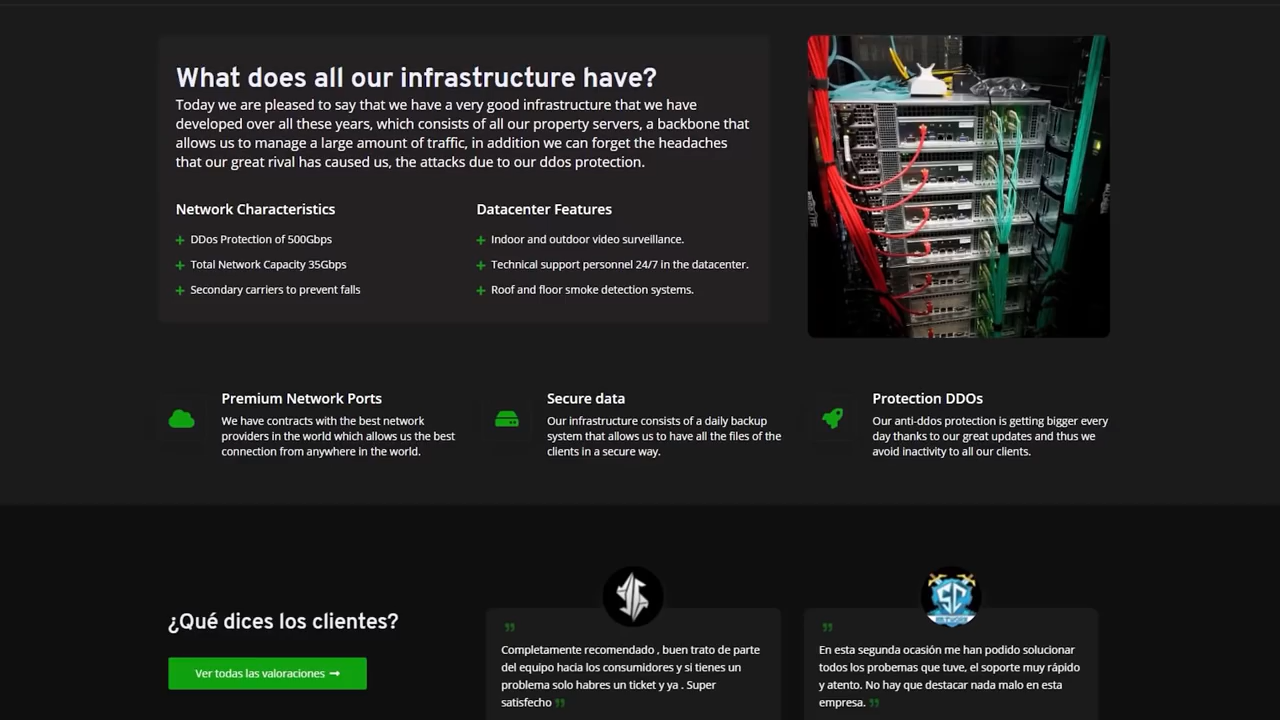 What does all our infrastructure have?
Today we are pleased to say that we have a very good infrastructure that we have
develop over all these years, which consists of all our property servers, a backbone that
allows us to manage a large amount of traffic, in addition we can forget the headaches
that our great rival has caused us, the attacks due to our ddos protection.
Network Characteristics
DDos Protection of 500Gbps
Total Network Capacity 35Gbps
Secondary carriers to prevent falls
Datacenter Features
Indoor and outdoor video surveillance.
Technical support personnel 24/7 in the datacenter.
Roof and floor smoke detection systems.
Premium Network Ports
We have contracts with the best network
providers in the world which allows us the best
connection from anywhere in the world.
Secure data
Our infrastructure consists of a daily backup
system that allows us to have all the files of the
clients in a secure way.
Protection DDOs
Our anti-ddos protection is getting bigger every
day thanks to our great updates and thus we
avoid inactivity to all our clients.
¿Qué dices los clientes?
Ver todas las valoraciones
Completamente recomendado , buen trato de parte
del equipo hacia los consumidores y si tienes un
problema solo habres un ticket y ya . Super
satisfecho
SC
En esta segunda ocasión me han podido solucionar
todos los probemas que tuve, el soporte muy rápido
y atento. No hay que destacar nada malo en esta
empresa.